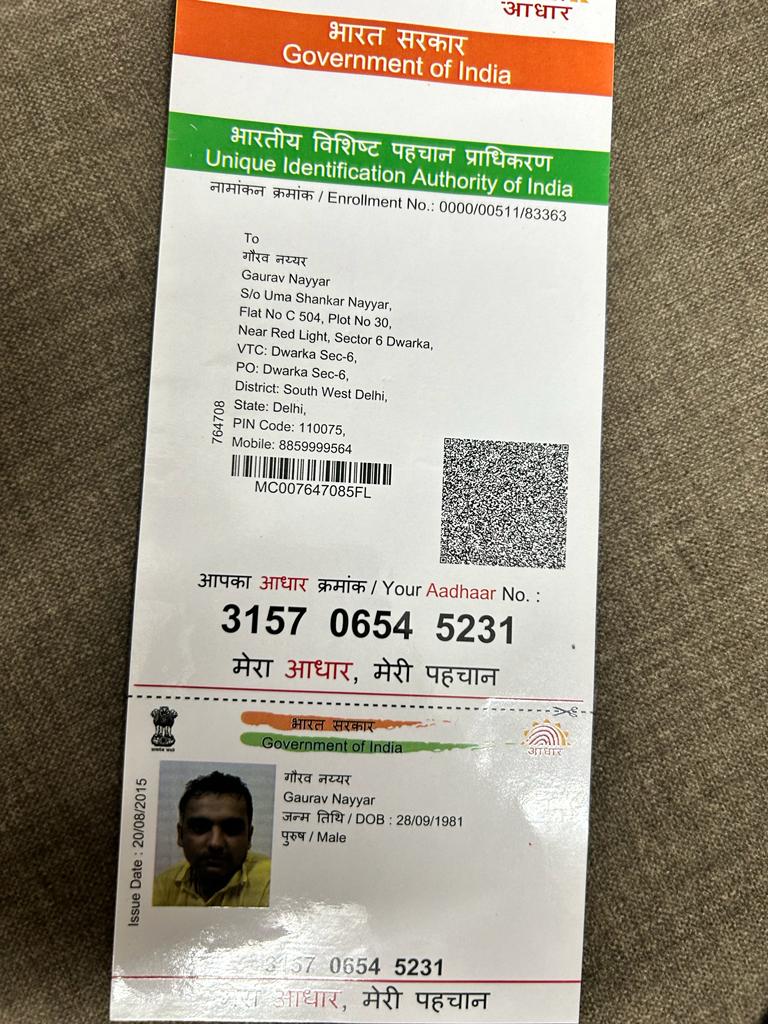 आधार
भारत सरकार
Government of India
भारतीय विशिष्ट पहचान प्राधिकरण
Unique Identification Authority of India
नामांकन क्रमांक / Enrollment No.: 0000/00511/83363
To
गौरव नय्यर
Gaurav Nayyar
S/o Uma Shankar Nayyar,
Flat No C 504, Plot No 30,
Near Red Light, Sector 6 Dwarka,
VTC: Dwarka Sec-6,
PO: Dwarka Sec-6,
District: South West Delhi,
State: Delhi,
PIN Code: 110075,
Mobile: 8859999564
764708
MC007647085FL
आपका आधार क्रमांक / Your Aadhaar No. :
3157 0654 5231
मेरा आधार, मेरी पहचान
भारत सरकार
Government of India
आधार
Issue Date : 20/08/2015
गौरव नय्यर
Gaurav Nayyar
जन्म तिथि / DOB : 28/09/1981
पुरुष / Male
3157 0654 5231
मेरा आधार, मेरी पहचान